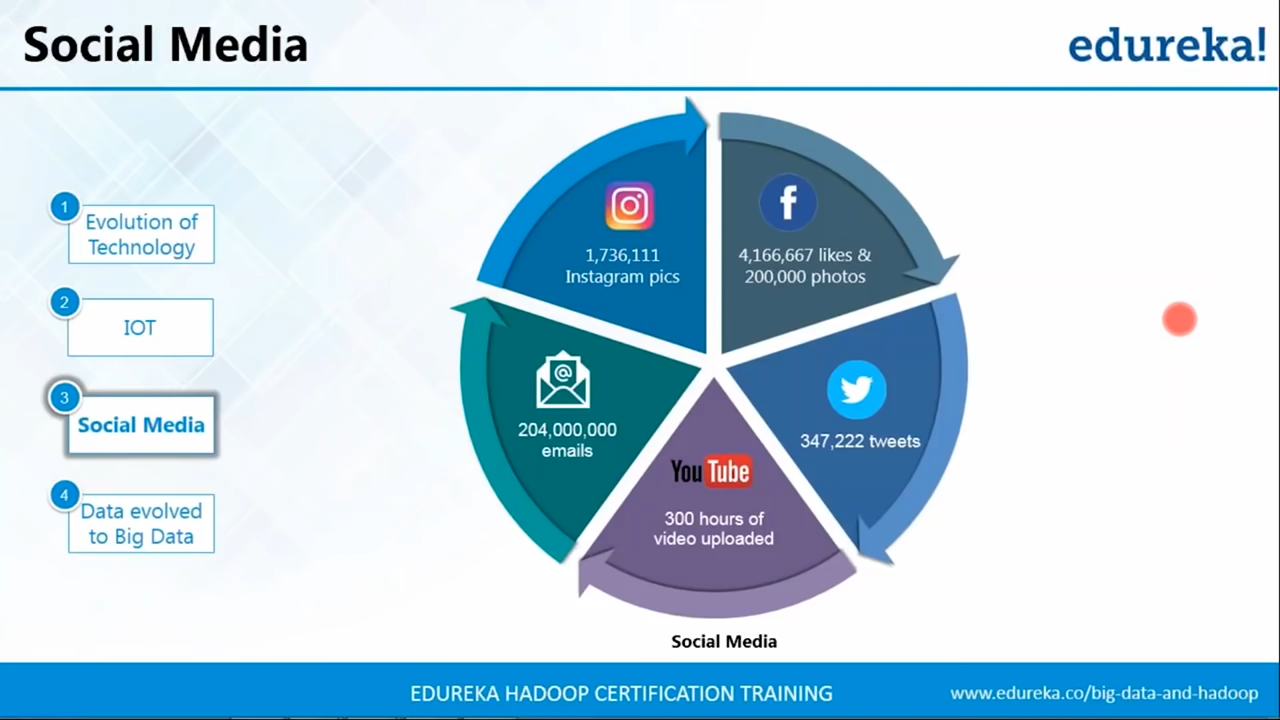 Social Media
edureka!
1
Evolution of
Technology
2
IOT
3
Social Media
4
Data evolved
to Big Data
1,736,111
Instagram pics
f
4,166,667 likes &
200,000 photos
@
204,000,000
emails
347,222 tweets
YouTube
300 hours of
video uploaded
Social Media
EDUREKA HADOOP CERTIFICATION TRAINING
www.edureka.co/big-data-and-hadoop